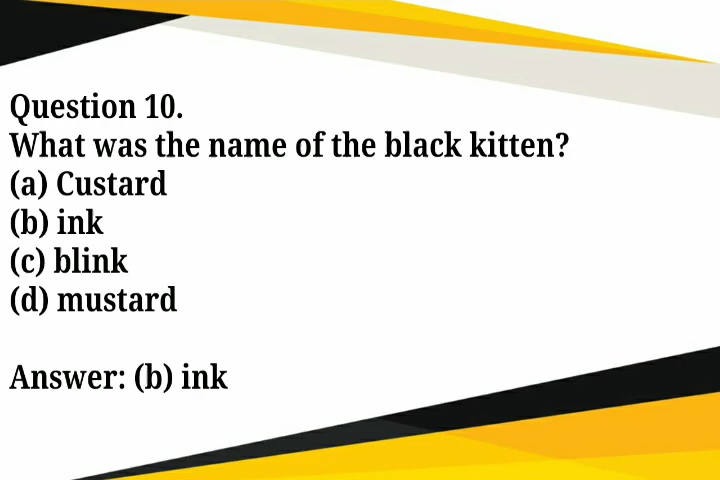 Question 10.
What was the name of the black kitten?
(a) Custard
(b) ink
(c) blink
(d) mustard
Answer: (b) ink